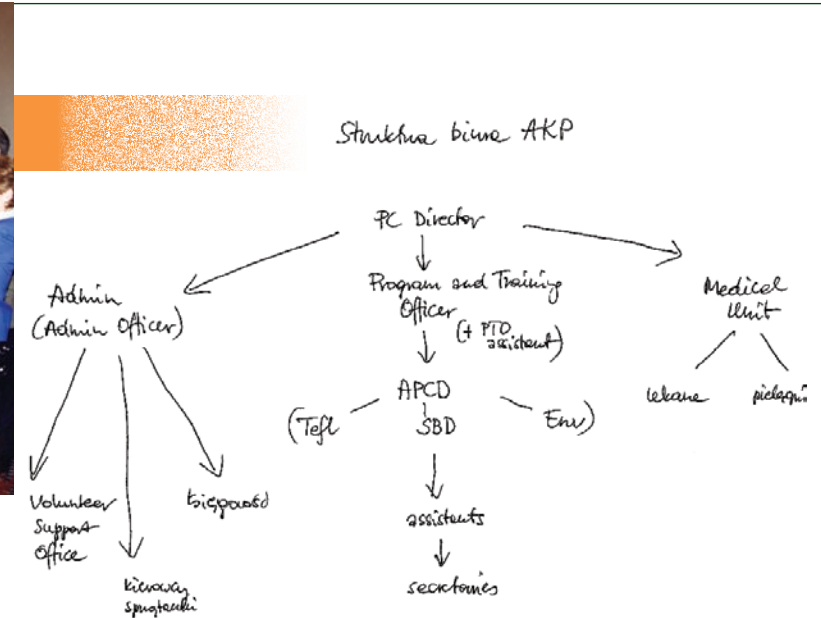 Struktura biura AKP
PC Director
Admin
(Admin Officer)
Program and Training
Officer
(+ PTO
assistant)
Medical
Unit
APCD
(Tefl
SBD
Env)
lekarze
pielęgni
Volunteer
Support
Office
księgowość
kierowcy
sprzątaczki
assistants
secretaries